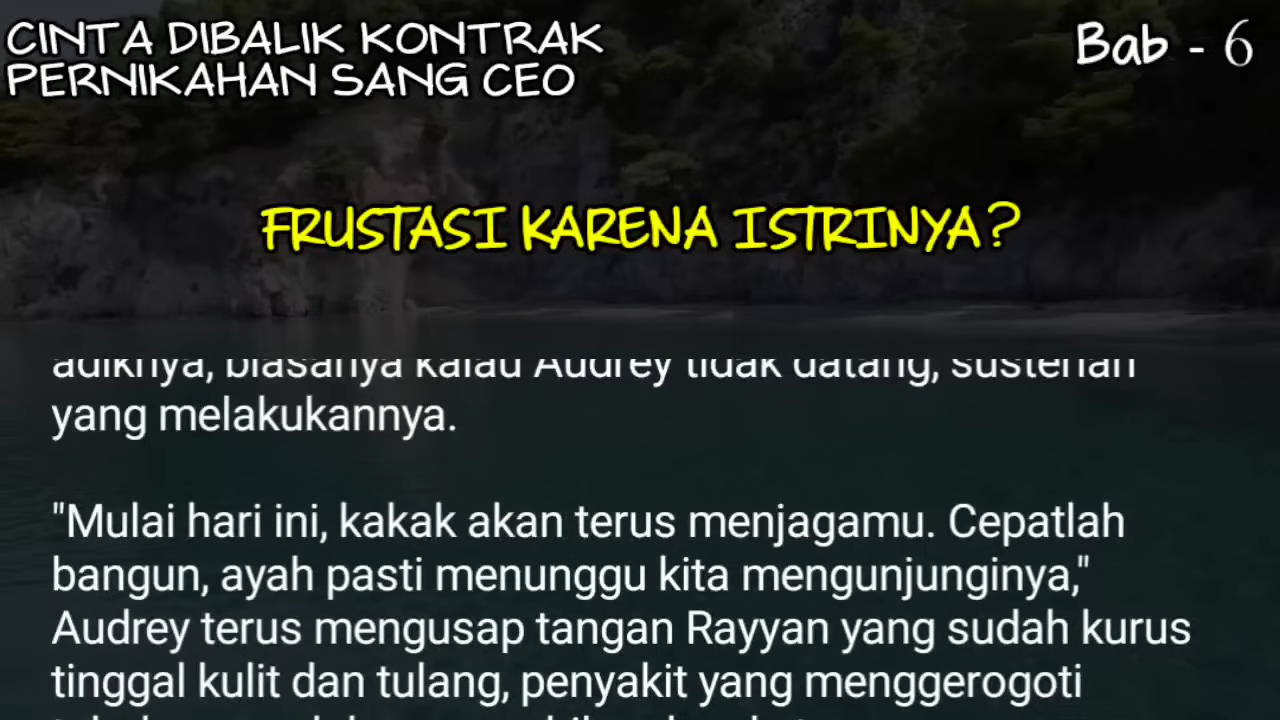 CINTA DIBALIK KONTRAK
PERNIKAHAN SANG CEO
Bab - 6
FRUSTASI KARENA ISTRINYA?
adiknya, biasanya kalau Audrey tidak datang, susternan
yang melakukannya.
"Mulai hari ini, kakak akan terus menjagamu. Cepatlah
bangun, ayah pasti menunggu kita mengunjunginya,"
Audrey terus mengusap tangan Rayyan yang sudah kurus
tinggal kulit dan tulang, penyakit yang menggerogoti